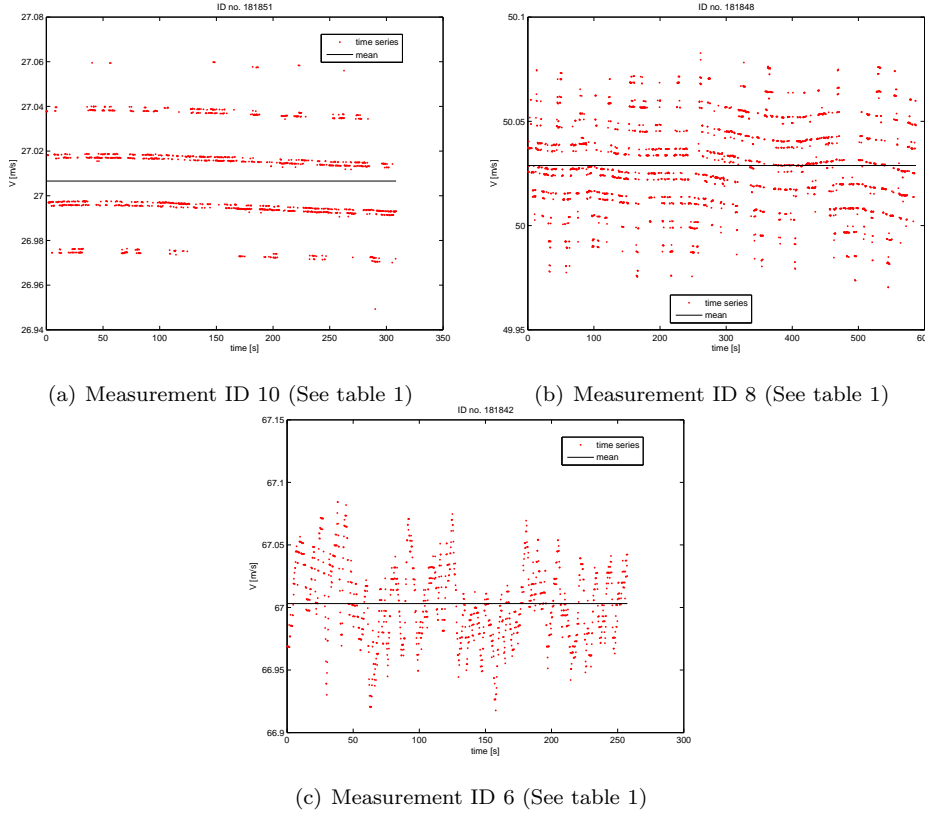 ID no. 181851
27.08
27.06
27.04
27.02
27
26.98
26.96
26.94
V [m/s]
0 50 100 150 200 250 300 350
time [s]
time series
mean
(a) Measurement ID 10 (See table 1)
ID no. 181848
50.1
50.05
50
49.95
V [m/s]
0 100 200 300 400 500 600
time [s]
time series
mean
(b) Measurement ID 8 (See table 1)
ID no. 181842
67.15
67.1
67.05
67
66.95
66.9
V [m/s]
0 50 100 150 200 250 300
time [s]
time series
mean
(c) Measurement ID 6 (See table 1)